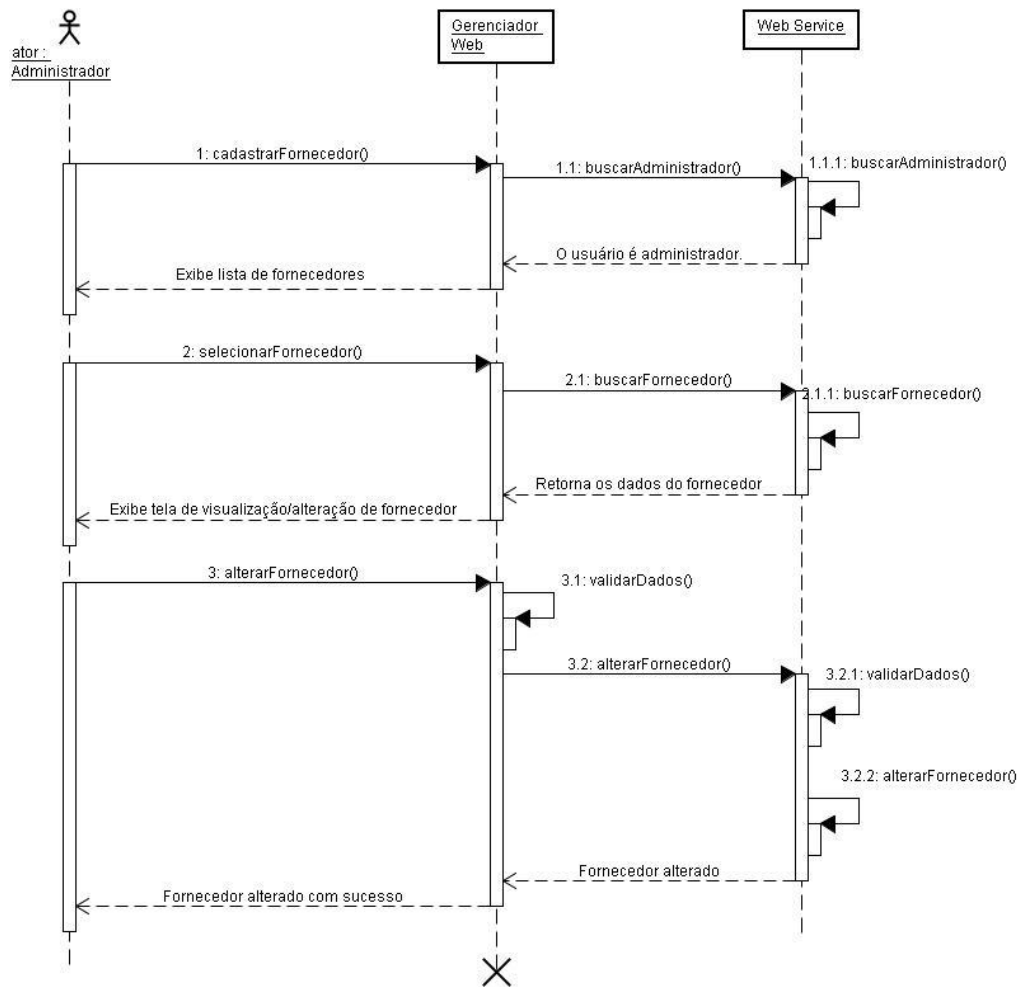 ator :
Administrador
Gerenciador
Web
Web Service
1: cadastrarFornecedor()
1.1: buscarAdministrador()
1.1.1: buscarAdministrador()
O usuário é administrador.
Exibe lista de fornecedores
2: selecionarFornecedor()
2.1: buscarFornecedor()
2.1.1: buscarFornecedor()
Retorna os dados do fornecedor
Exibe tela de visualização/alteração de fornecedor
3: alterarFornecedor()
3.1: validarDados()
3.2: alterarFornecedor()
3.2.1: validarDados()
3.2.2: alterarFornecedor()
Fornecedor alterado
Fornecedor alterado com sucesso